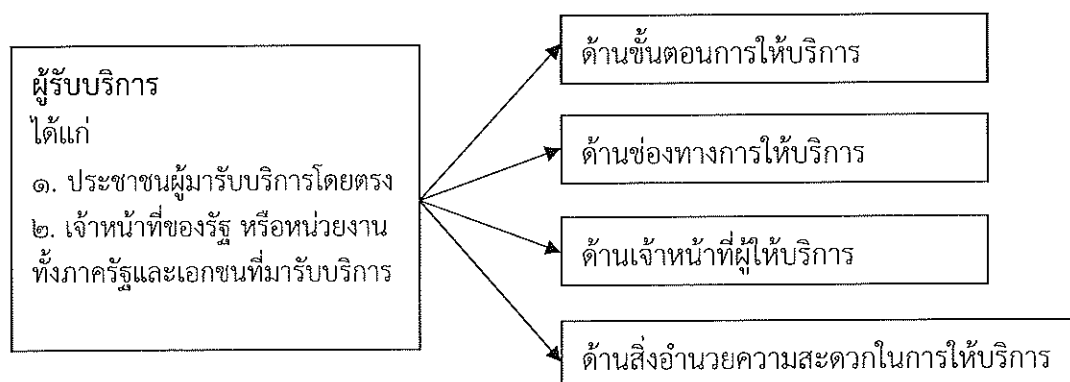 ผู้รับบริการ
ได้แก่
๑. ประชาชนผู้มารับบริการโดยตรง
๒. เจ้าหน้าที่ของรัฐ หรือหน่วยงาน
ทั้งภาครัฐและเอกชนที่มารับบริการ
ด้านขั้นตอนการให้บริการ
ด้านช่องทางการให้บริการ
ด้านเจ้าหน้าที่ผู้ให้บริการ
ด้านสิ่งอำนวยความสะดวกในการให้บริการ